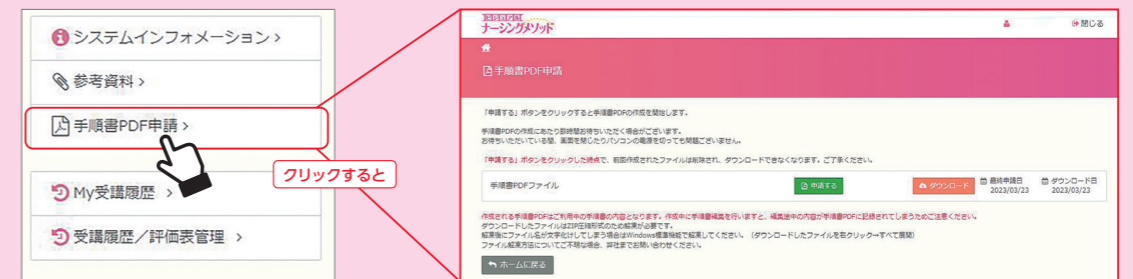 システムインフォメーション >
参考資料 >
手順書PDF申請 >
My受講履歴 >
受講履歴／評価表管理 >
クリックすると
ナーシングメソッド
閉じる
手順書PDF申請
「申請する」ボタンをクリックすると手順書PDFの作成を開始します。
手順書PDFの作成にあたり即時間お待ちいただく場合がございます。
お待ちいただいている間、画面を閉じたりパソコンの電源を切っても問題ございません。
「申請する」ボタンをクリックした時点で、前回作成されたファイルは削除され、ダウンロードできなくなります。ご了承ください。
手順書PDFファイル
申請する
ダウンロード
最終申請日
2023/03/23
ダウンロード日
2023/03/23
作成される手順書PDFはご利用中の手順書の内容となります。作成中に手順書編集を行いますと、編集途中の内容が手順書PDFに記録されてしまうためご注意ください。
ダウンロードしたファイルはZIP圧縮形式のため解凍が必要です。
解凍後にファイル名が文字化けしてしまう場合はWindows標準機能で解凍してください。（ダウンロードしたファイルを右クリック→すべて展開）
ファイル解凍方法についてご不明な場合、弊社までお問い合わせください。
ホームに戻る